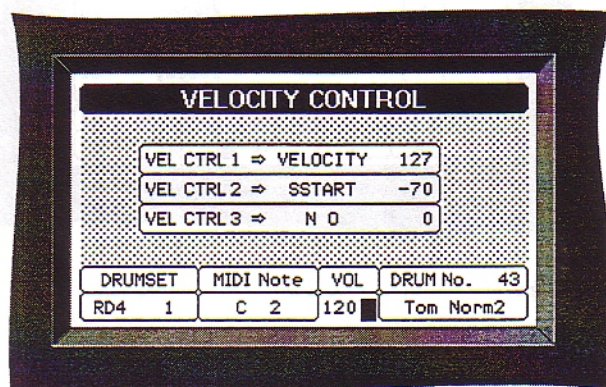 VELOCITY CONTROL
VEL CTRL 1 ⇒ VELOCITY 127
VEL CTRL 2 ⇒ SSTART -70
VEL CTRL 3 ⇒ N O 0
DRUMSET MIDI Note VOL DRUM No. 43
RD4 1 C 2 120 Tom Norm2